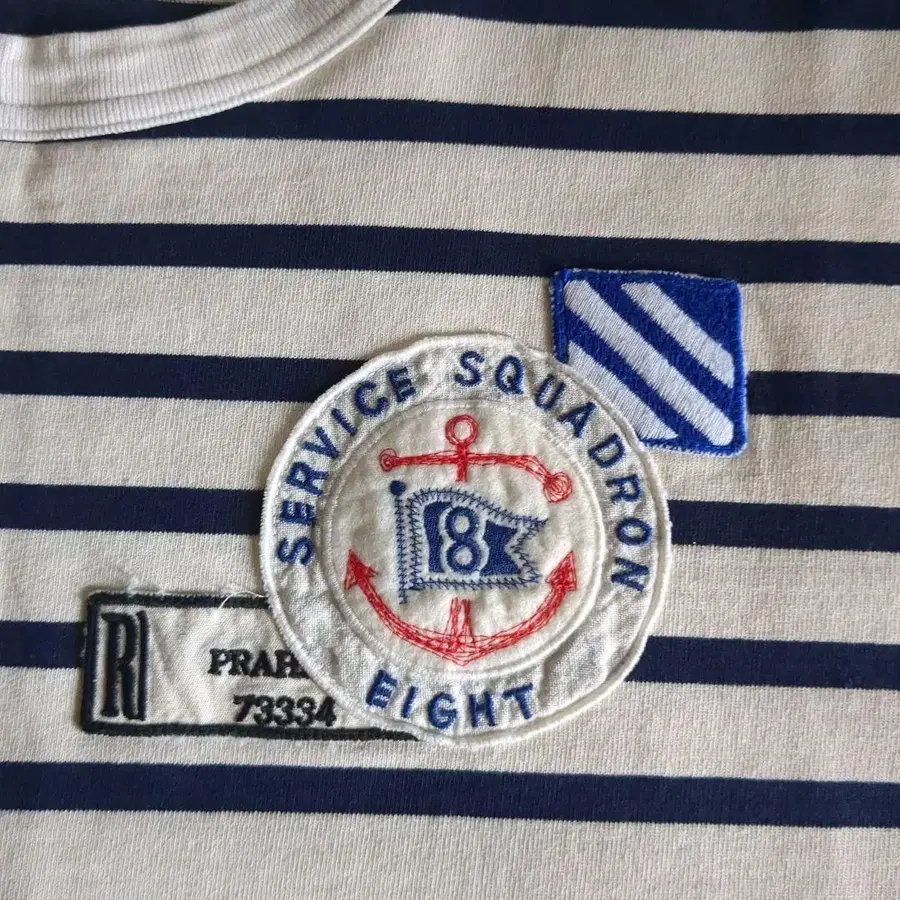 SERVICE SQUADRON
8
EIGHT
R
73334